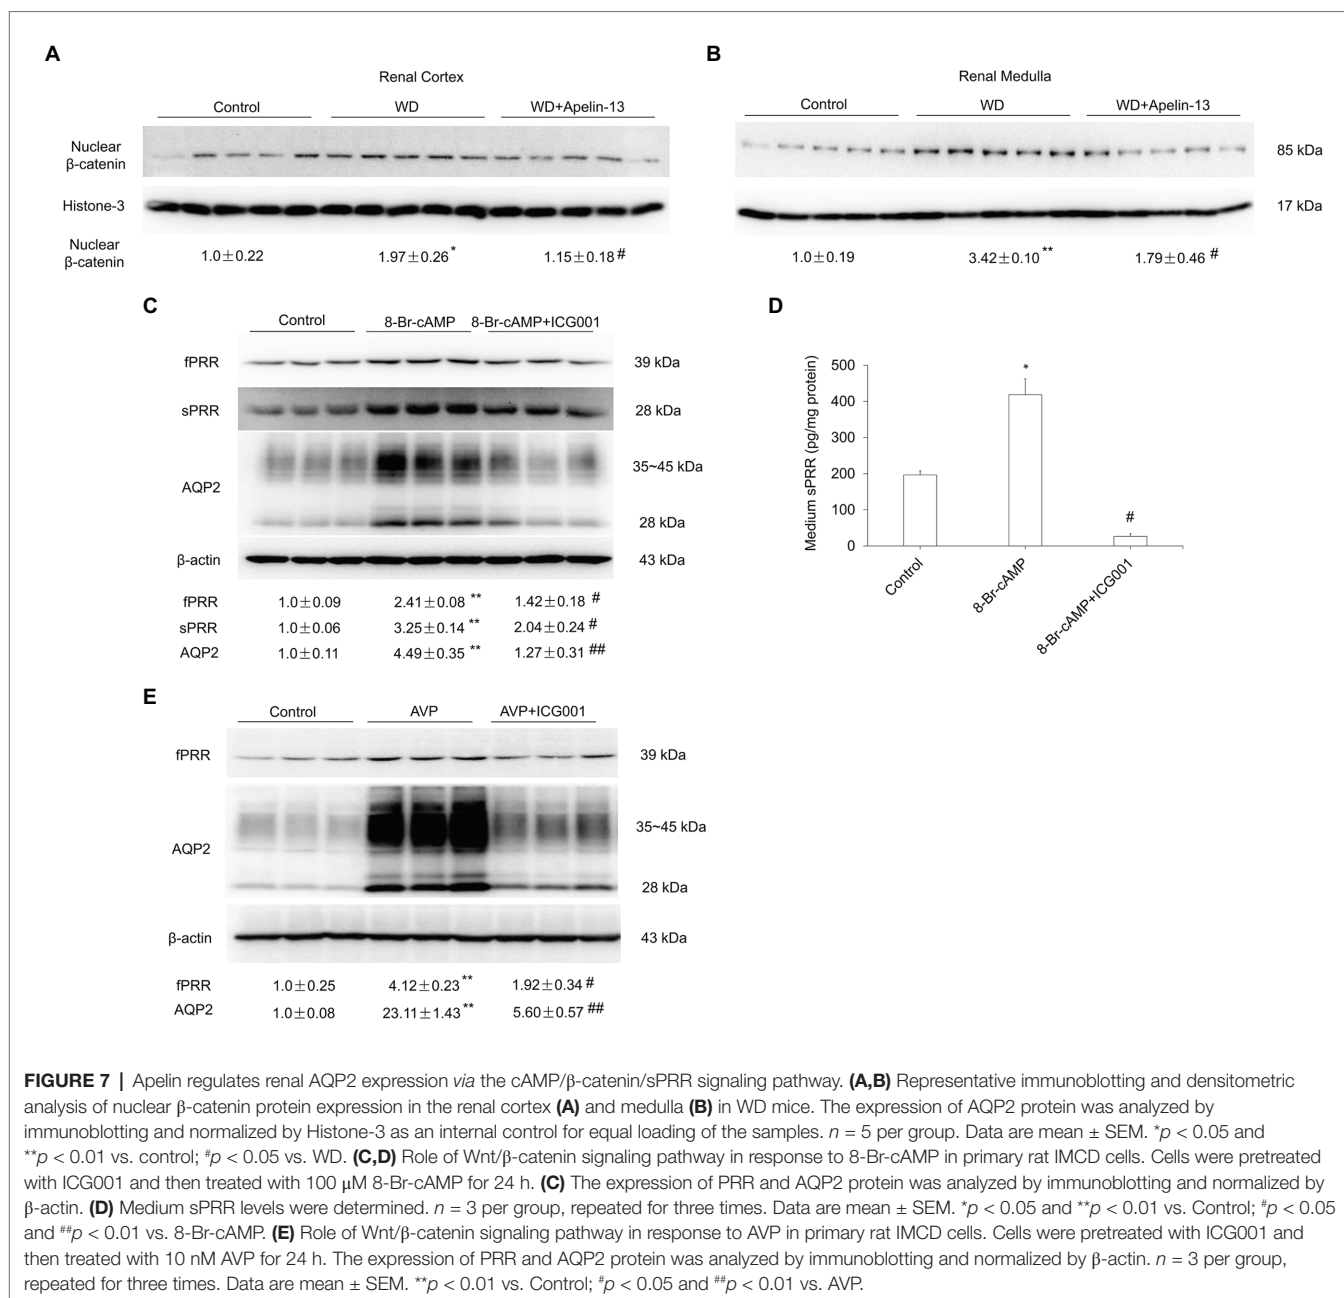 A
Renal Cortex
Control WD WD+Apelin-13
Nuclear
β-catenin
Histone-3
Nuclear
β-catenin
1.0±0.22 1.97±0.26 * 1.15±0.18 #
B
Renal Medulla
Control WD WD+Apelin-13
85 kDa
17 kDa
1.0±0.19 3.42±0.10 ** 1.79±0.46 #
C
Control 8-Br-cAMP 8-Br-cAMP+ICG001
fPRR 39 kDa
sPRR 28 kDa
35~45 kDa
AQP2
28 kDa
β-actin 43 kDa
fPRR 1.0±0.09 2.41±0.08 ** 1.42±0.18 #
sPRR 1.0±0.06 3.25±0.14 ** 2.04±0.24 #
AQP2 1.0±0.11 4.49±0.35 ** 1.27±0.31 ##
D
Medium sPRR (pg/mg protein)
500
400
300
200
100
0
*
#
Control
8-Br-cAMP
8-Br-cAMP+ICG001
E
Control AVP AVP+ICG001
fPRR 39 kDa
35~45 kDa
AQP2
28 kDa
β-actin 43 kDa
fPRR 1.0±0.25 4.12±0.23 ** 1.92±0.34 #
AQP2 1.0±0.08 23.11±1.43 ** 5.60±0.57 ##
FIGURE 7 | Apelin regulates renal AQP2 expression via the cAMP/β-catenin/sPRR signaling pathway. (A,B) Representative immunoblotting and densitometric
analysis of nuclear β-catenin protein expression in the renal cortex (A) and medulla (B) in WD mice. The expression of AQP2 protein was analyzed by
immunoblotting and normalized by Histone-3 as an internal control for equal loading of the samples. n = 5 per group. Data are mean ± SEM. *p < 0.05 and
**p < 0.01 vs. control; #p < 0.05 vs. WD. (C,D) Role of Wnt/β-catenin signaling pathway in response to 8-Br-cAMP in primary rat IMCD cells. Cells were pretreated
with ICG001 and then treated with 100 μM 8-Br-cAMP for 24 h. (C) The expression of PRR and AQP2 protein was analyzed by immunoblotting and normalized by
β-actin. (D) Medium sPRR levels were determined. n = 3 per group, repeated for three times. Data are mean ± SEM. *p < 0.05 and **p < 0.01 vs. Control; #p < 0.05
and ##p < 0.01 vs. 8-Br-cAMP. (E) Role of Wnt/β-catenin signaling pathway in response to AVP in primary rat IMCD cells. Cells were pretreated with ICG001 and
then treated with 10 nM AVP for 24 h. The expression of PRR and AQP2 protein was analyzed by immunoblotting and normalized by β-actin. n = 3 per group,
repeated for three times. Data are mean ± SEM. **p < 0.01 vs. Control; #p < 0.05 and ##p < 0.01 vs. AVP.